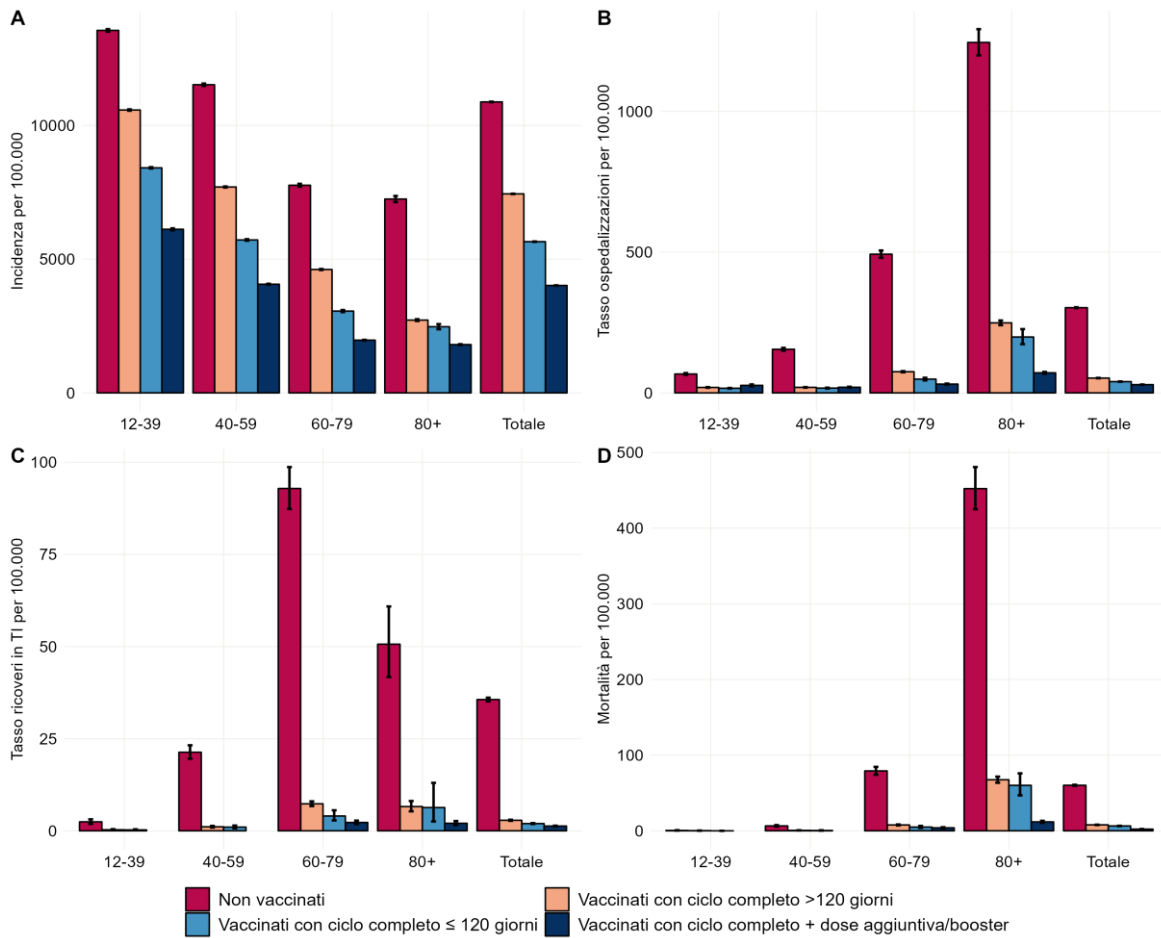 A
Incidenza per 100.000
10000
5000
0
12-39
40-59
60-79
80+
Totale
B
Tasso ospedalizzazioni per 100.000
1000
500
0
12-39
40-59
60-79
80+
Totale
C
Tasso ricoveri in TI per 100.000
100
75
50
25
0
12-39
40-59
60-79
80+
Totale
D
Mortalità per 100.000
500
400
300
200
100
0
12-39
40-59
60-79
80+
Totale
Non vaccinati
Vaccinati con ciclo completo >120 giorni
Vaccinati con ciclo completo ≤ 120 giorni
Vaccinati con ciclo completo + dose aggiuntiva/booster